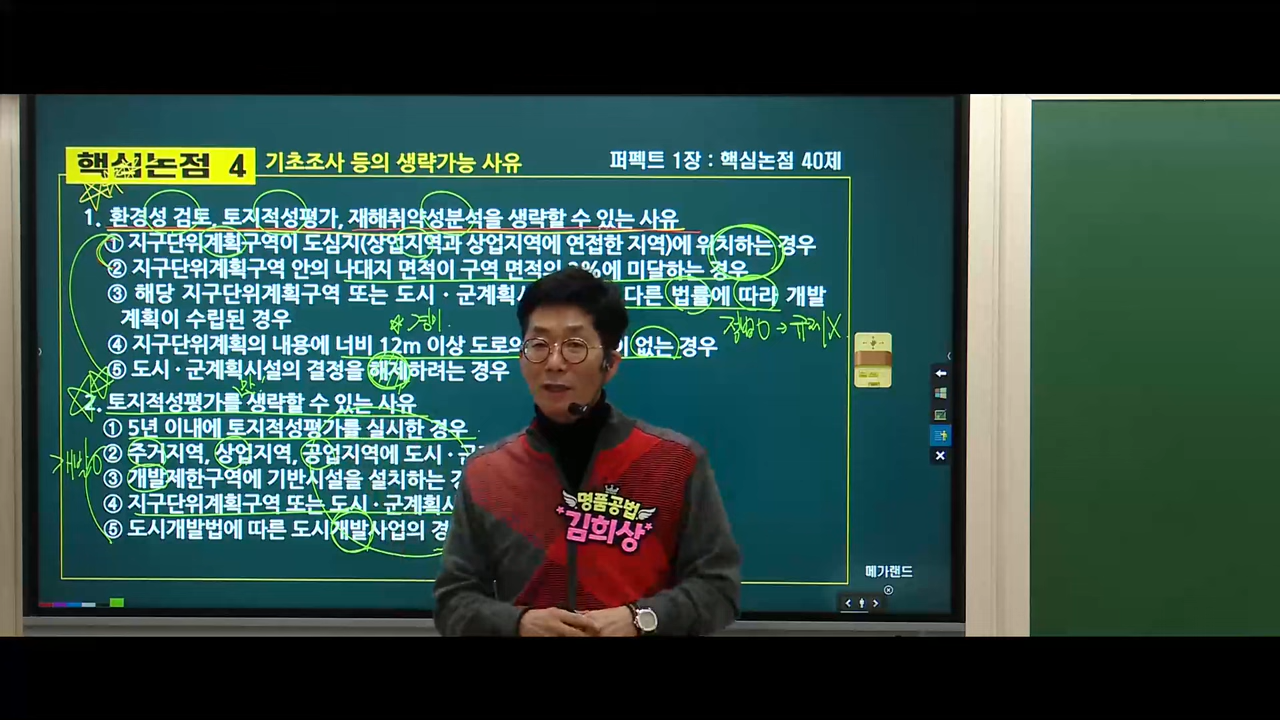 핵심논점 4 기초조사 등의 생략가능 사유 퍼펙트 1장 : 핵심논점 40제
1. 환경성 검토, 토지적성평가, 재해취약성분석을 생략할 수 있는 사유
① 지구단위계획구역이 도심지(상업지역과 상업지역에 연접한 지역)에 위치하는 경우
② 지구단위계획구역 안의 나대지 면적이 구역 면적의 2%에 미달하는 경우
③ 해당 지구단위계획구역 또는 도시·군계획시 다른 법률에 따라 개발
계획이 수립된 경우
④ 지구단위계획의 내용에 너비 12m 이상 도로의 없는 경우
⑤ 도시·군계획시설의 결정을 해제하려는 경우
2. 토지적성평가를 생략할 수 있는 사유
① 5년 이내에 토지적성평가를 실시한 경우
② 주거지역, 상업지역, 공업지역에 도시·군
③ 개발제한구역에 기반시설을 설치하는
④ 지구단위계획구역 또는 도시·군계획시
⑤ 도시개발법에 따른 도시개발사업의 경
명품공법
김희상
메가랜드